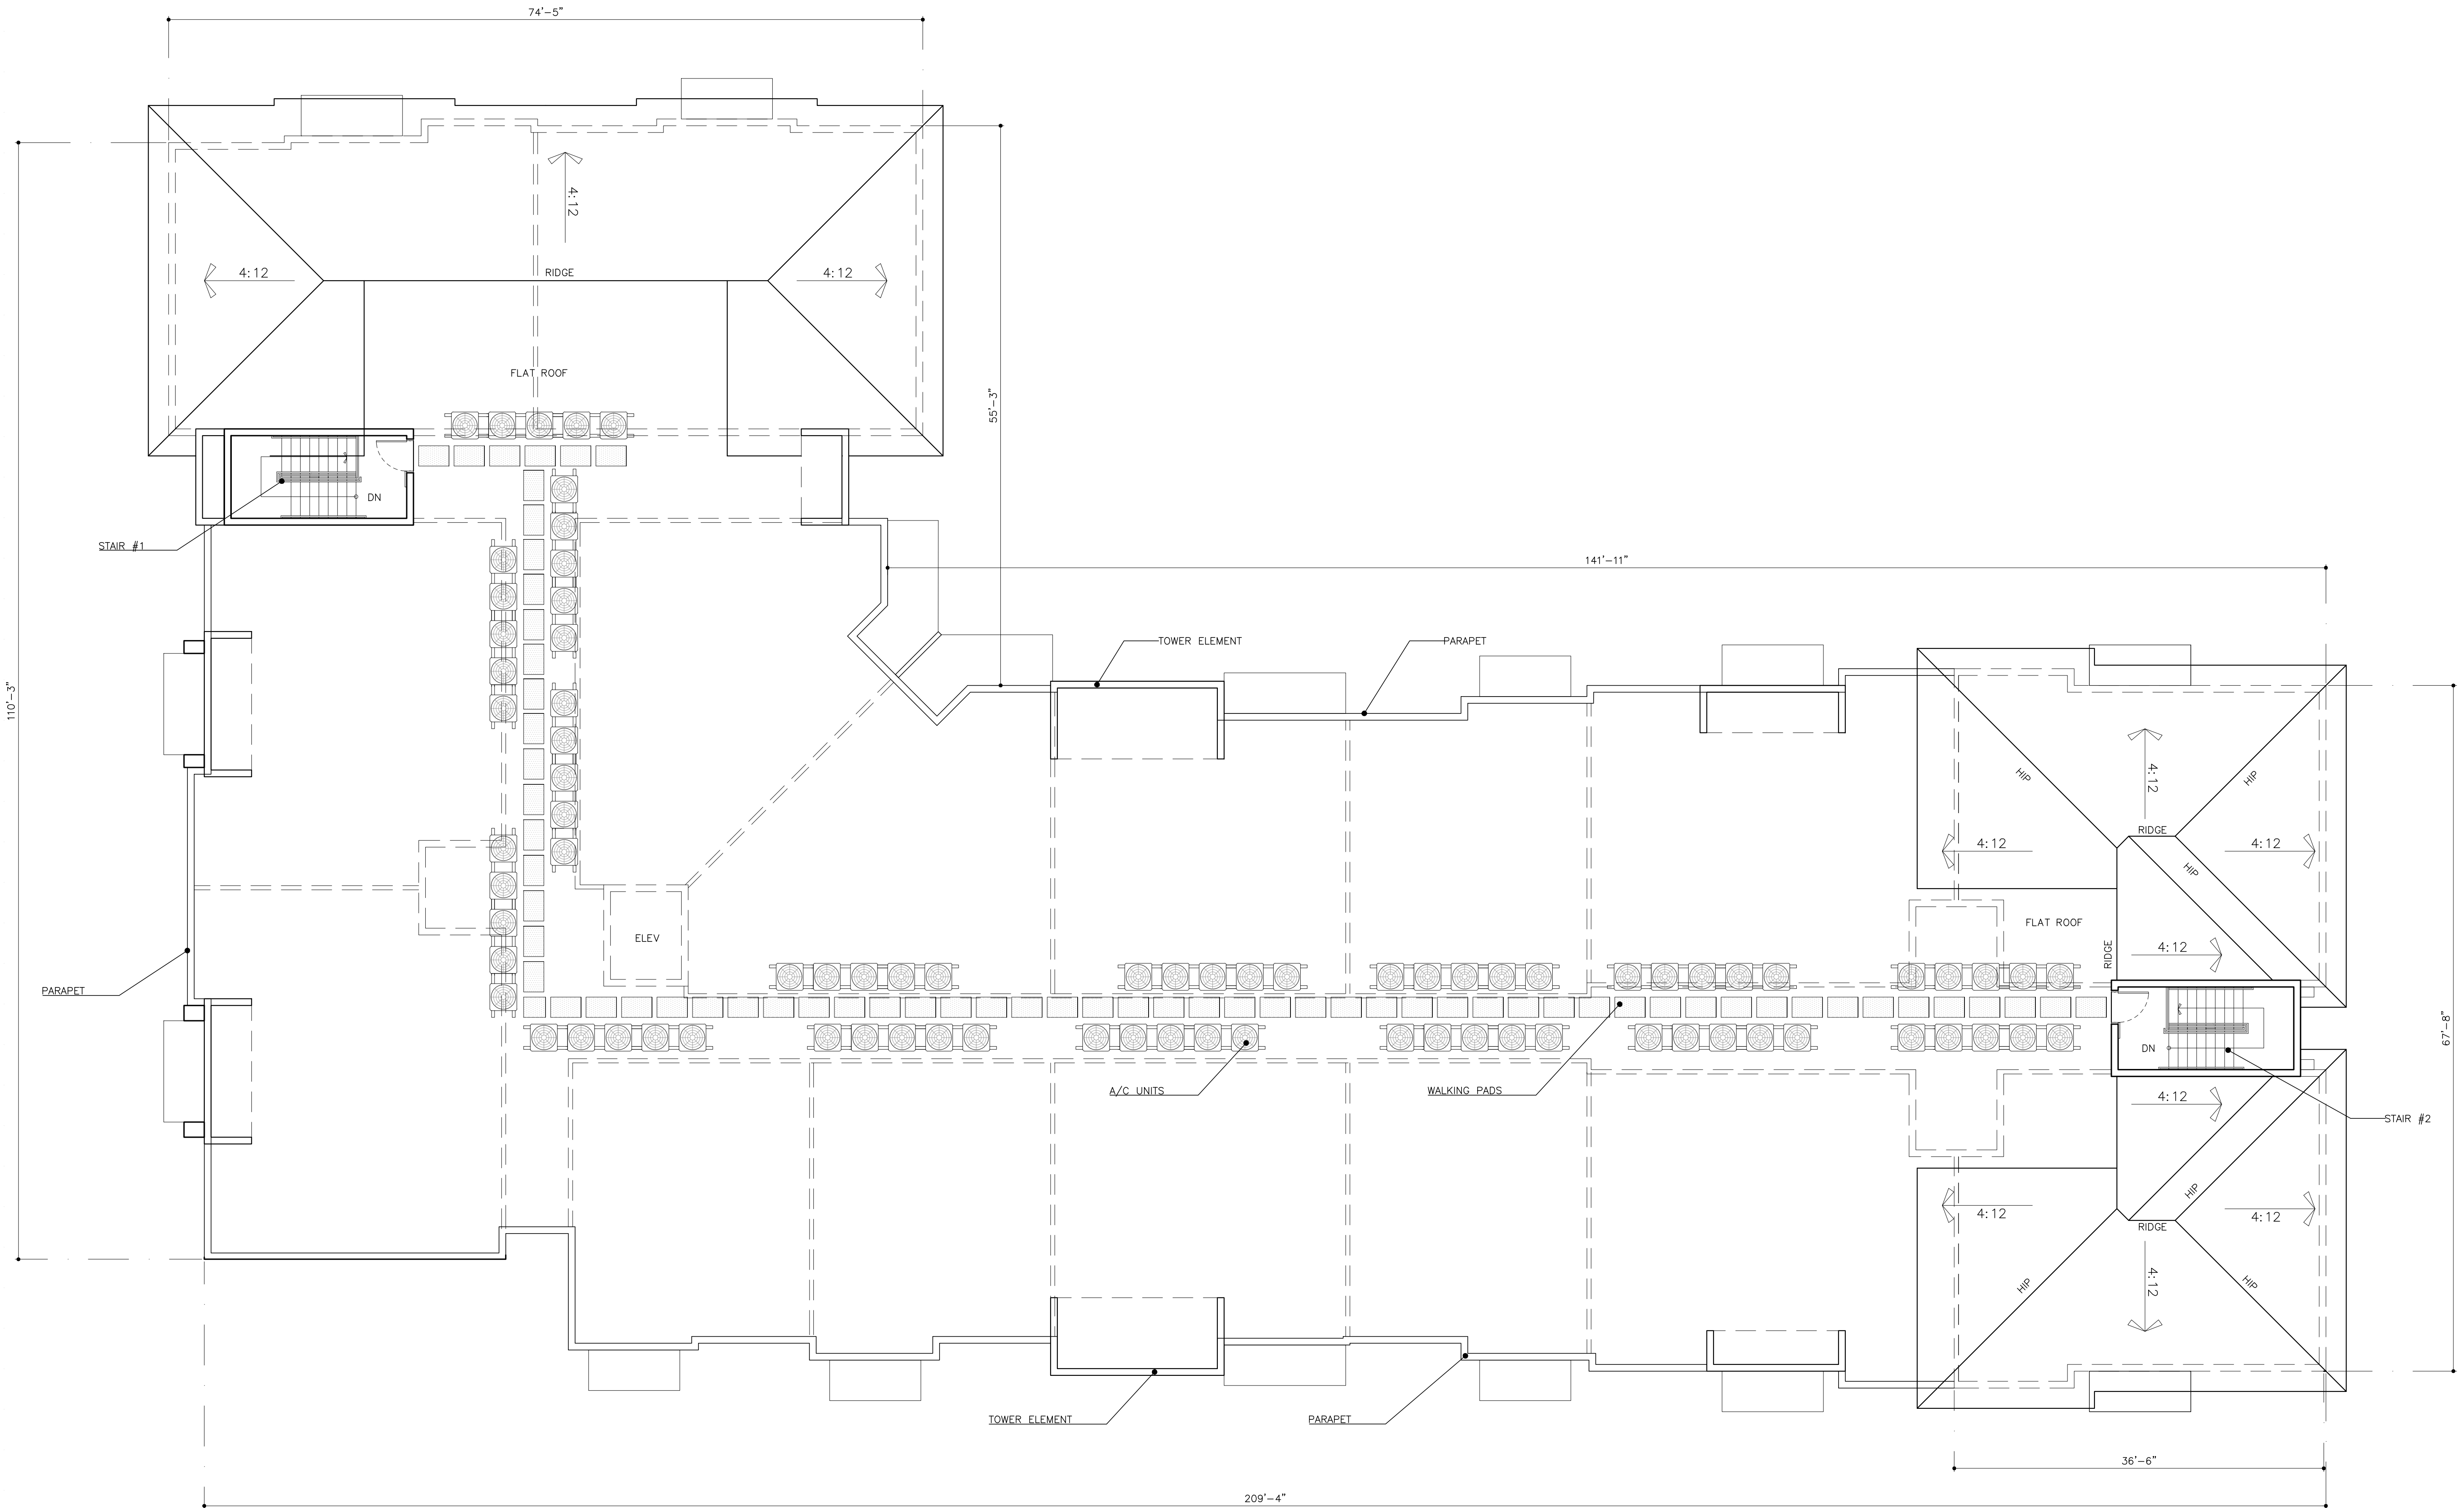 74'-5"
4:12
4:12
RIDGE
4:12
FLAT ROOF
55'-3"
DN
STAIR #1
141'-11"
110'-3"
TOWER ELEMENT
PARAPET
HIP
4:12
HIP
RIDGE
4:12
4:12
HIP
ELEV
FLAT ROOF
RIDGE
4:12
PARAPET
67'-8"
DN
A/C UNITS
WALKING PADS
4:12
STAIR #2
HIP
4:12
4:12
RIDGE
HIP
4:12
HIP
TOWER ELEMENT
PARAPET
36'-6"
209'-4"